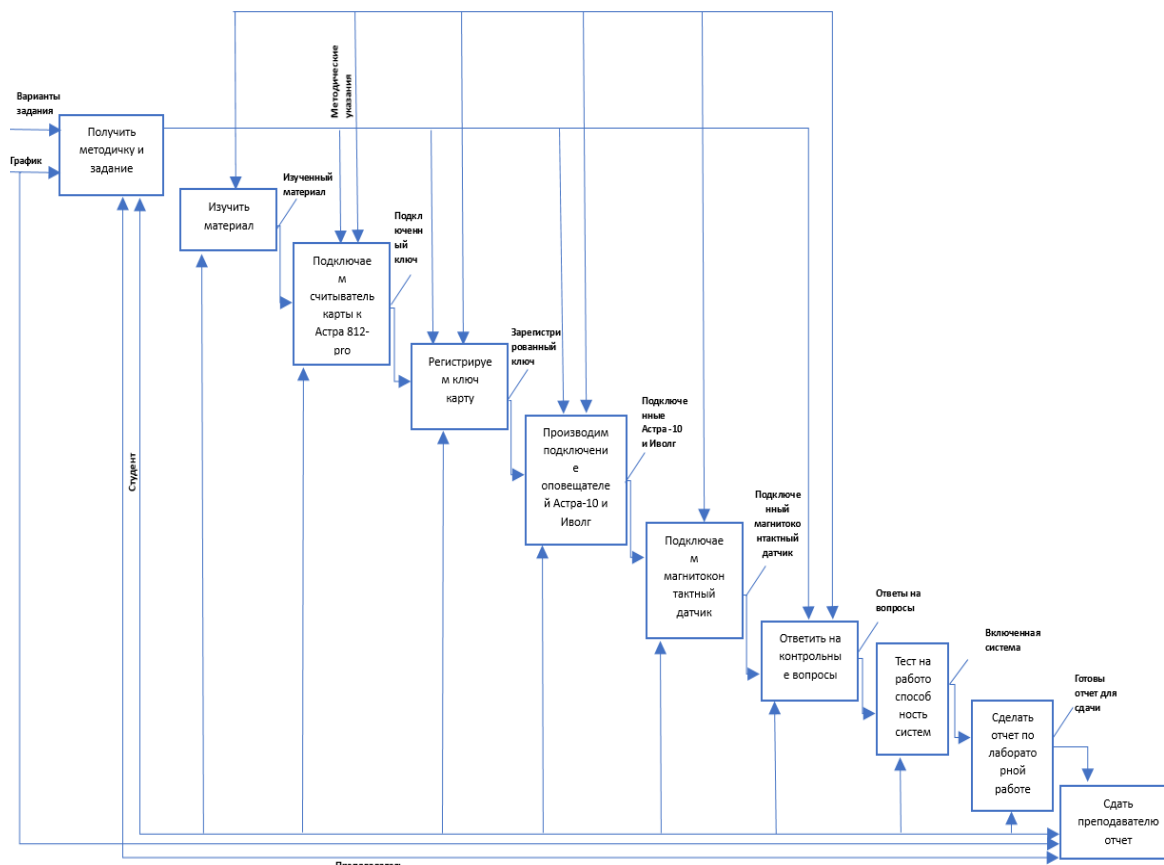 Варианты
задания
График
Получить
методичку и
задание
Методические
указания
Изучить
материал
Изученный
материал
Подключае
м
считыватель
карты к
Астра 812-
pro
Подкл
юченн
ый
ключ
Регистрируе
м ключ
карту
Зарегистри
рованный
ключ
Производим
подключени
е
оповещателе
й Астра-10 и
Иволг
Подключе
нные
Астра -10
и Иволг
Подключае
м
магнитокон
тактный
датчик
Подключе
нный
магнитоко
нтактный
датчик
Ответить на
контрольны
е вопросы
Ответы на
вопросы
Тест на
работо
способ
ность
систем
Включенная
система
Сделать
отчет по
лаборато
рной
работе
Готовы
отчет для
сдачи
Сдать
преподавателю
отчет
Студент